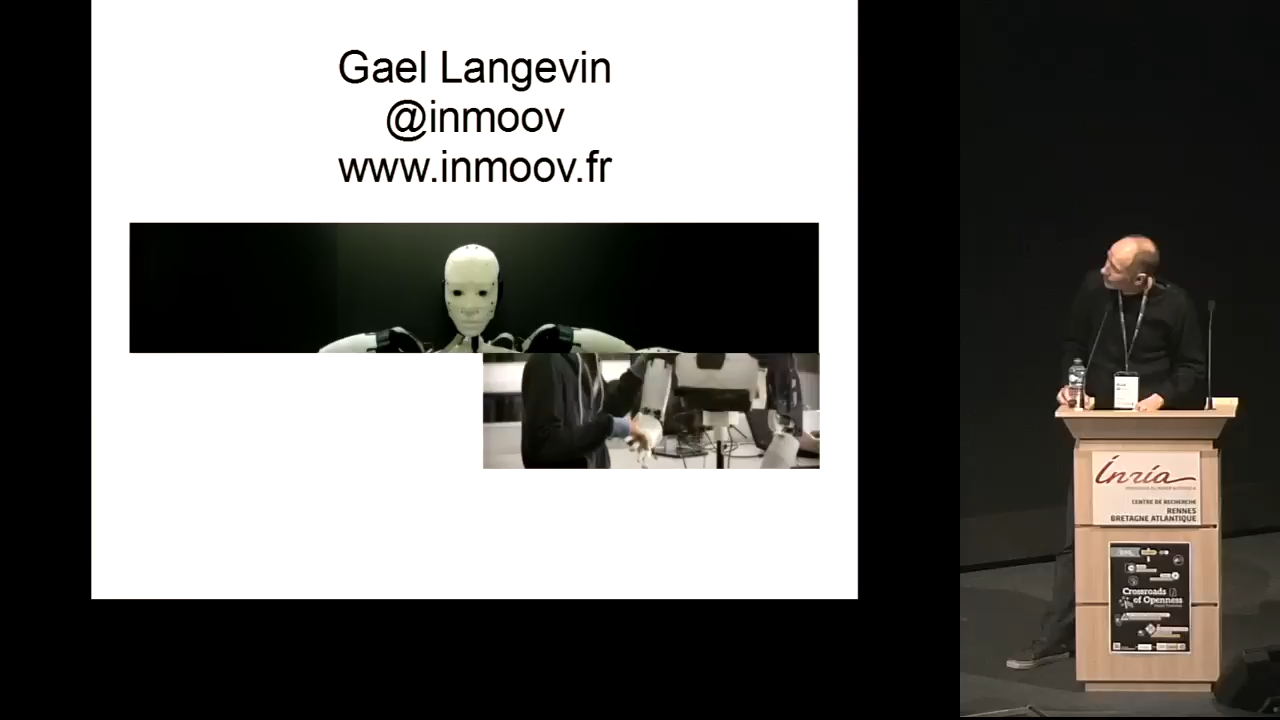 Gael Langevin
@inmoov
www.inmoov.fr
Inria
CENTRE DE RECHERCHE
RENNES
BRETAGNE ATLANTIQUE
Crossroads
of Openness